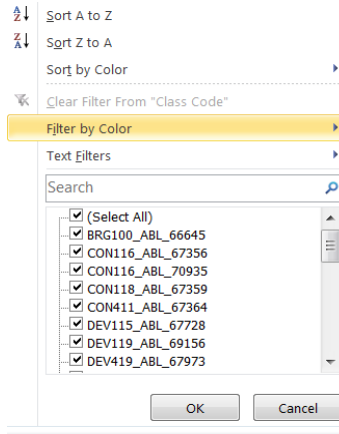 Sort A to Z
Sort Z to A
Sort by Color
Clear Filter From "Class Code"
Filter by Color
Text Filters
Search
(Select All)
BRG100_ABL_66645
CON116_ABL_67356
CON116_ABL_70935
CON118_ABL_67359
CON411_ABL_67364
DEV115_ABL_67728
DEV119_ABL_69156
DEV419_ABL_67973
OK Cancel